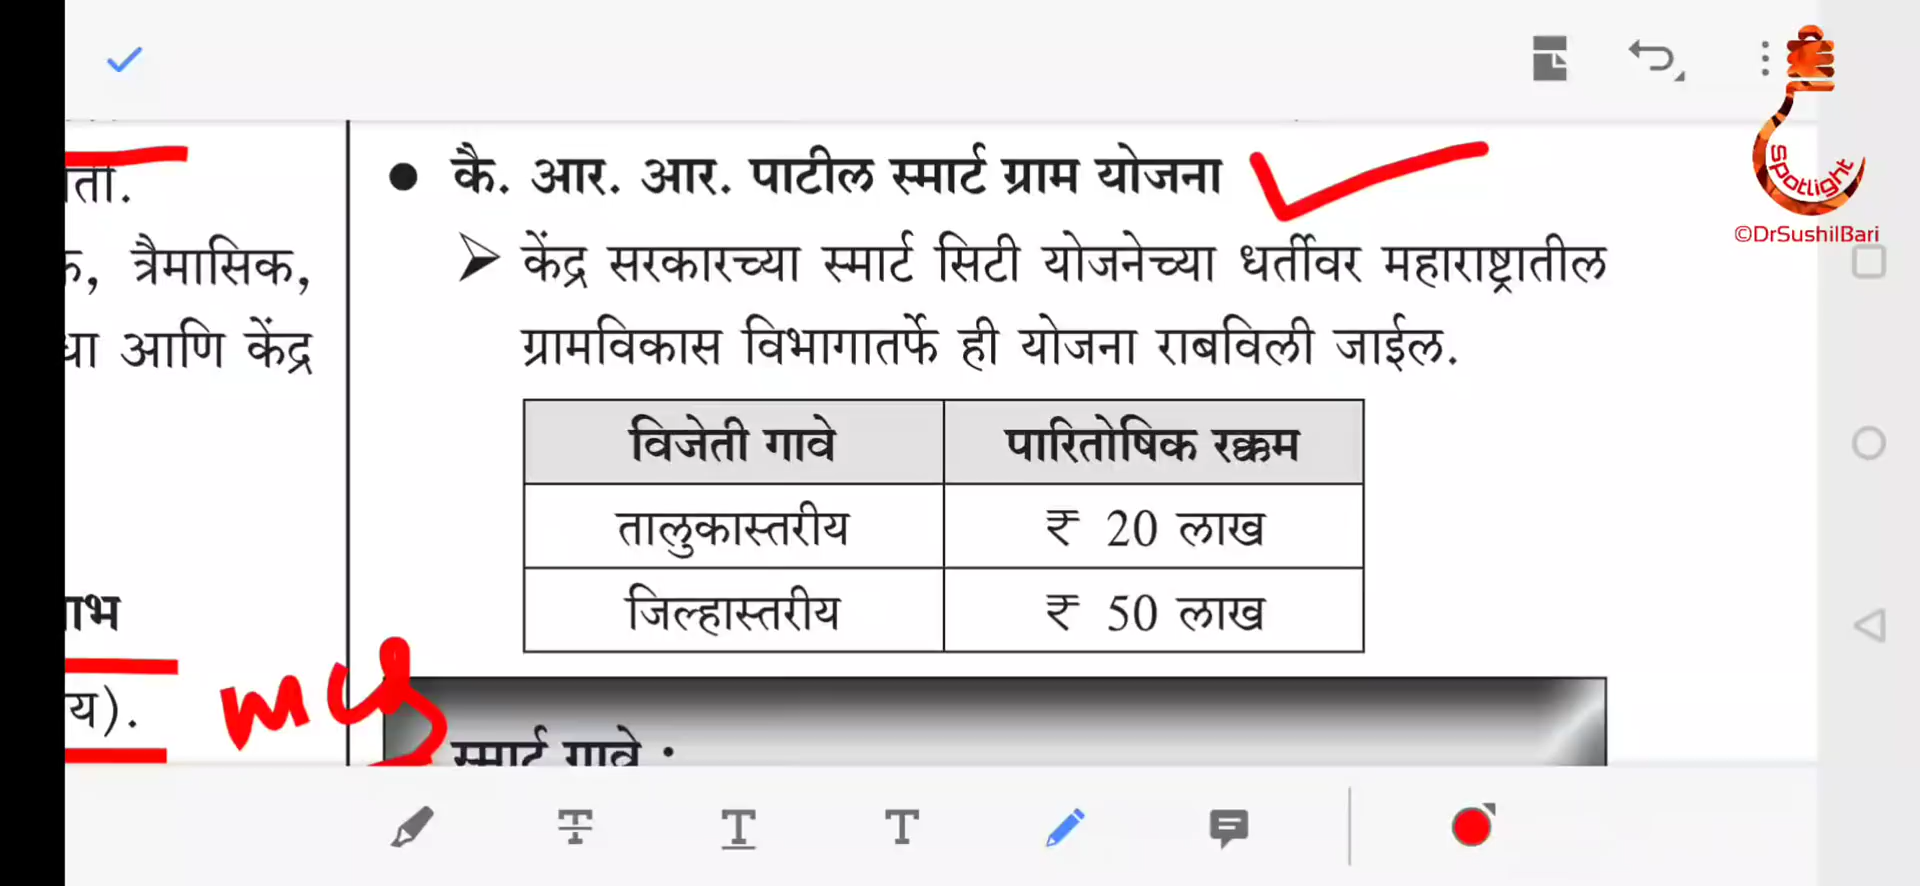 ाती.
क, त्रैमासिक,
धा आणि केंद्र
ाभ
य).
● कै. आर. आर. पाटील स्मार्ट ग्राम योजना
➤ केंद्र सरकारच्या स्मार्ट सिटी योजनेच्या धर्तीवर महाराष्ट्रातील
ग्रामविकास विभागातर्फे ही योजना राबविली जाईल.
विजेती गावे पारितोषिक रक्कम
तालुकास्तरीय ₹ 20 लाख
जिल्हास्तरीय ₹ 50 लाख
स्मार्ट गावे :
Spotlight
©DrSushilBari
T T T